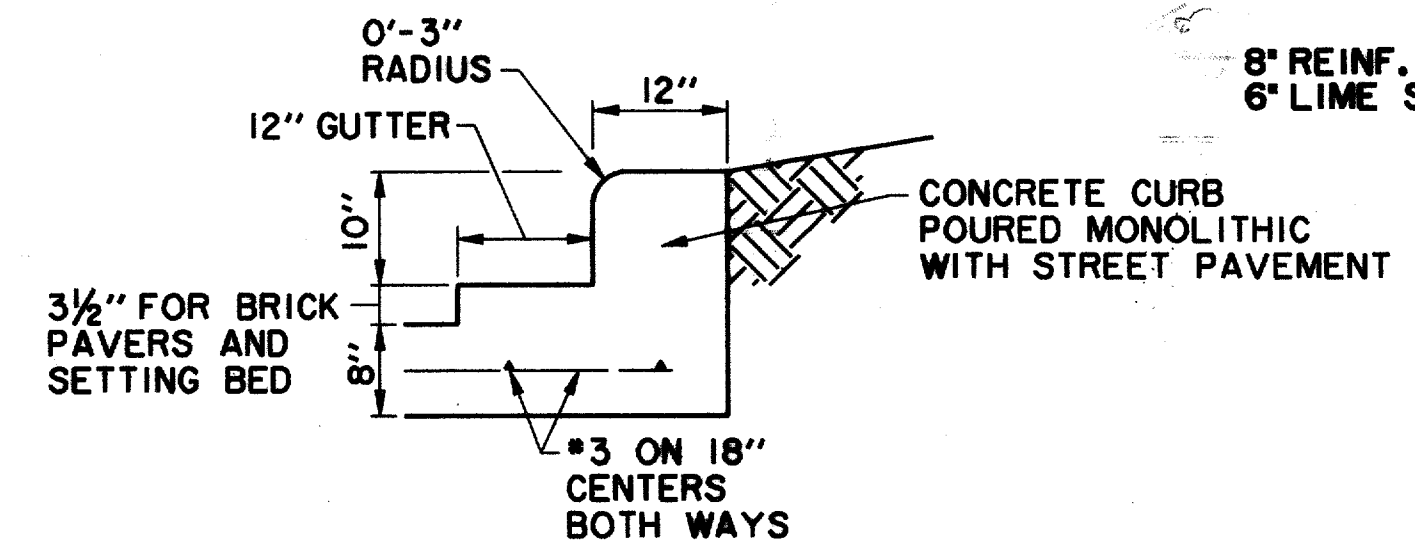 0'-3"
RADIUS
12"
12" GUTTER
8" REINF.
6" LIME S
10"
CONCRETE CURB
POURED MONOLITHIC
WITH STREET PAVEMENT
3½" FOR BRICK
PAVERS AND
SETTING BED
8"
#3 ON 18"
CENTERS
BOTH WAYS